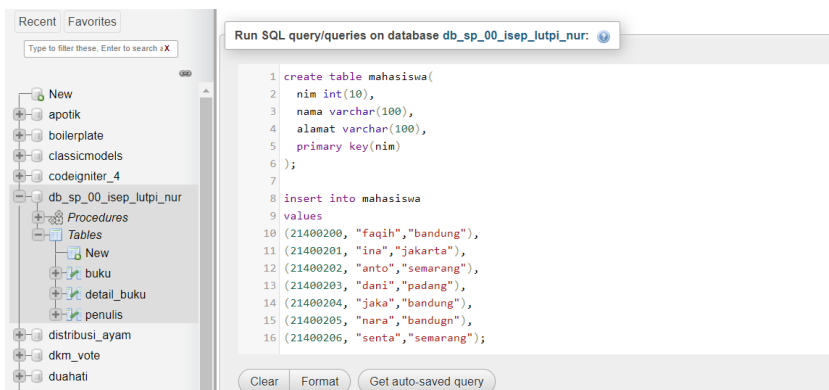 Recent Favorites
Type to filter these, Enter to search a X
New
apotik
boilerplate
classicmodels
codeigniter_4
db_sp_00_isep_lutpi_nur
Procedures
Tables
New
buku
detail_buku
penulis
distribusi_ayam
dkm_vote
duahati
Run SQL query/queries on database db_sp_00_isep_lutpi_nur:
1 create table mahasiswa(
2 nim int(10),
3 nama varchar(100),
4 alamat varchar(100),
5 primary key(nim)
6 );
7
8 insert into mahasiswa
9 values
10 (21400200, "faqih","bandung"),
11 (21400201, "ina","jakarta"),
12 (21400202, "anto","semarang"),
13 (21400203, "dani","padang"),
14 (21400204, "jaka","bandung"),
15 (21400205, "nara","bandugn"),
16 (21400206, "senta","semarang");
Clear Format Get auto-saved query